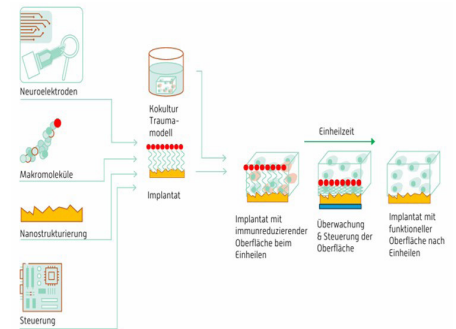 Neuroelektroden
Makromoleküle
Nanostrukturierung
Steuerung
Kokultur
Trauma-
modell
Implantat
Einheilzeit
Implantat mit
immunreduzierender
Oberfläche beim
Einheilen
Überwachung
& Steuerung der
Oberfläche
Implantat mit
funktioneller
Oberfläche nach
Einheilen